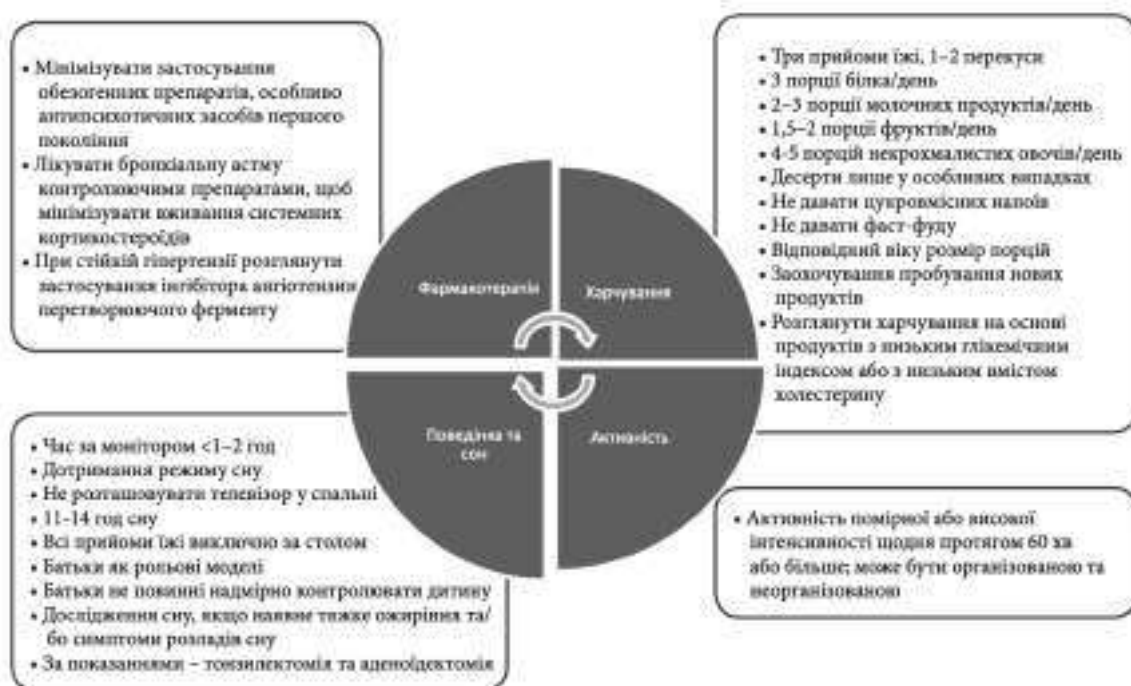 • Мінімізувати застосування
обезогенних препаратів, особливо
антипсихотичних засобів першого
покоління
• Лікувати бронхіальну астму
контролюючими препаратами, щоб
мінімізувати вживання системних
кортикостероїдів
• При стійкій гіпертензії розглянути
застосування інгібітора ангіотензин
перетворюючого ферменту
• Три прийоми їжі, 1–2 перекуси
• 3 порції білка/день
• 2–3 порції молочних продуктів/день
• 1,5–2 порції фруктів/день
• 4-5 порцій некрохмалистих овочів/день
• Десерти лише у особливих випадках
• Не давати цукровмісних напоїв
• Не давати фаст-фуду
• Відповідний віку розмір порцій
• Заохочування пробування нових
продуктів
• Розглянути харчування на основі
продуктів з низьким глікемічним
індексом або з низьким вмістом
холестерину
Фармакотерапія
Харчування
Поведінка та
сон
Активність
• Час за монітором <1–2 год
• Дотримання режиму сну
• Не розташовувати телевізор у спальні
• 11-14 год сну
• Всі прийоми їжі виключно за столом
• Батьки як рольові моделі
• Батьки не повинні надмірно контролювати дитину
• Дослідження сну, якщо наявне тяжке ожиріння та/
бо симптоми розладів сну
• За показаннями – тонзилектомія та аденоїдектомія
• Активність помірної або високої
інтенсивності щодня протягом 60 хв
або більше; може бути організованою та
неорганізованою